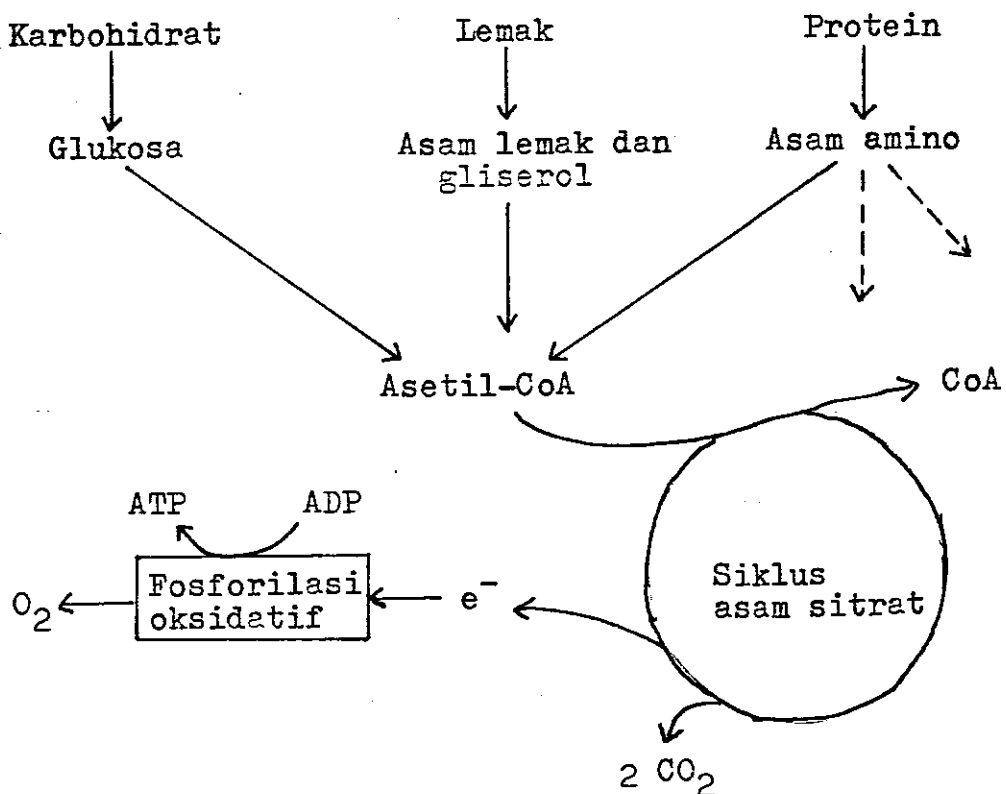 Karbohidrat
Lemak
Protein
Glukosa
Asam lemak dan
gliserol
Asam amino
Asetil-CoA
CoA
ATP
ADP
Fosforilasi
oksidatif
O₂
e⁻
Siklus
asam sitrat
2 CO₂